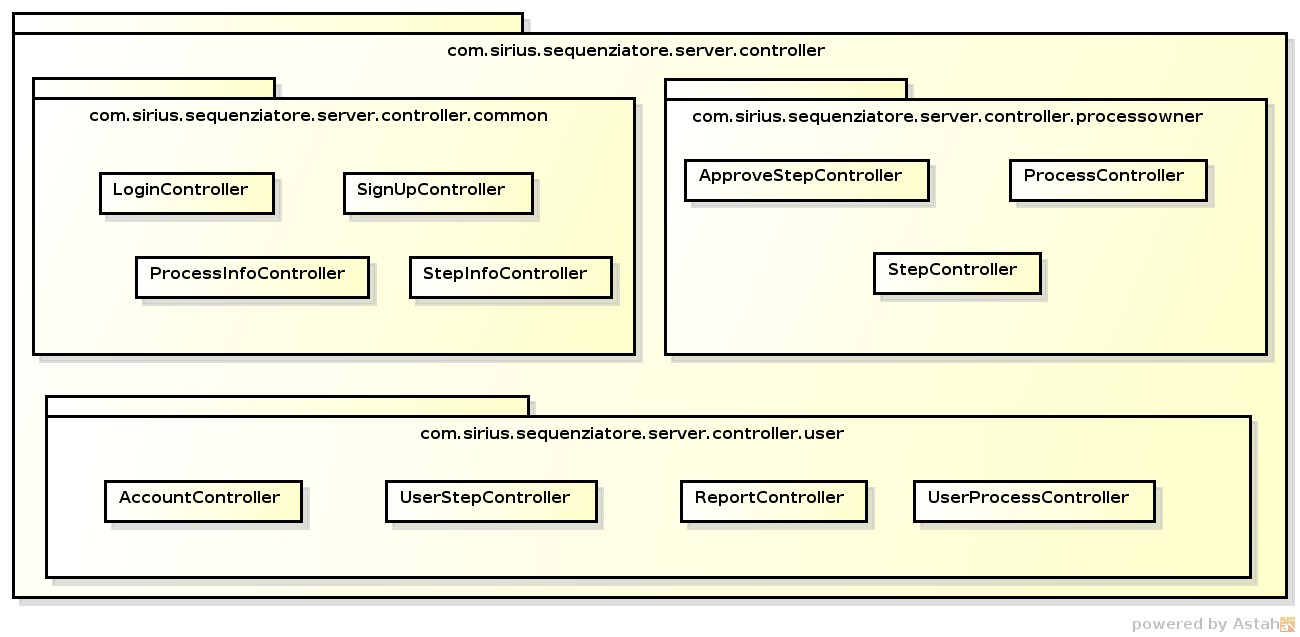 com.sirius.sequenziatore.server.controller
com.sirius.sequenziatore.server.controller.common
LoginController
SignUpController
ProcessInfoController
StepInfoController
com.sirius.sequenziatore.server.controller.processowner
ApproveStepController
ProcessController
StepController
com.sirius.sequenziatore.server.controller.user
AccountController
UserStepController
ReportController
UserProcessController
powered by Astah